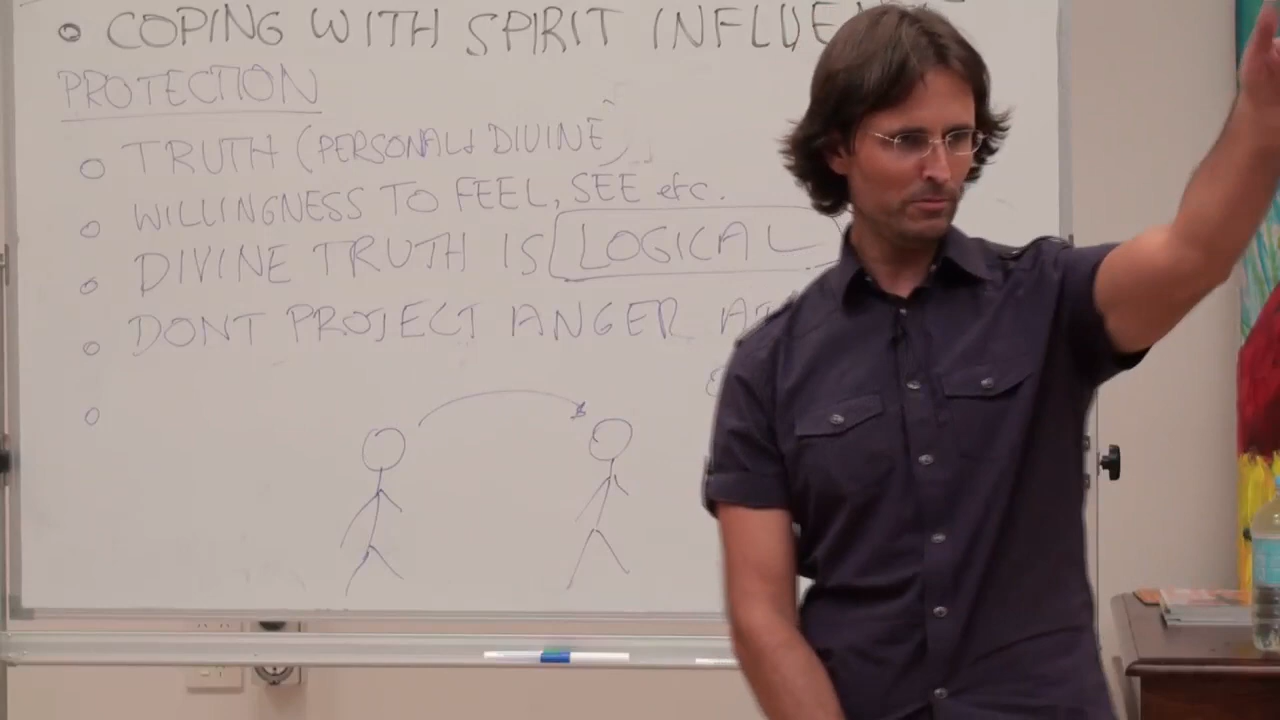 • COPING WITH SPIRIT INFLUE
PROTECTION
○ TRUTH (PERSONAL & DIVINE)
○ WILLINGNESS TO FEEL, SEE etc.
○ DIVINE TRUTH IS LOGICAL
○ DONT PROJECT ANGER AT
○